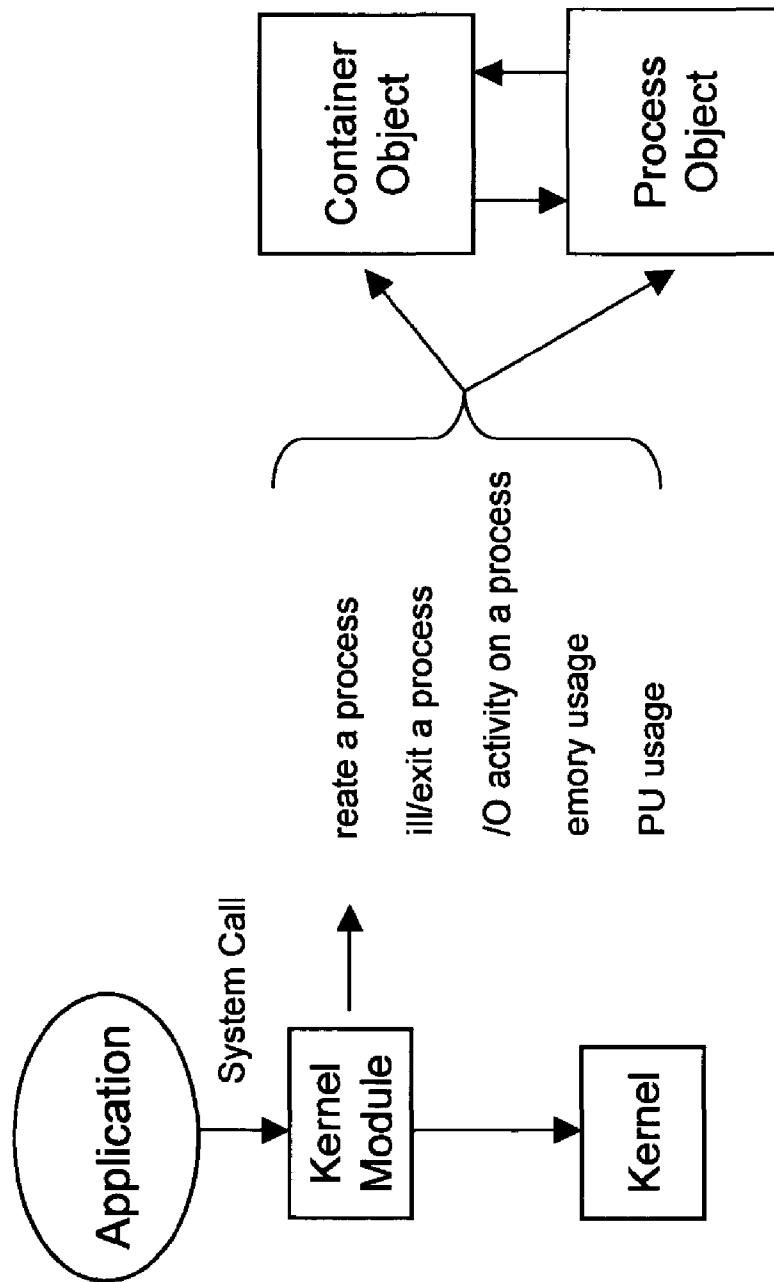 Application
System Call
Kernel
Module
Kernel
reate a process
ill/exit a process
/O activity on a process
emory usage
PU usage
Container
Object
Process
Object